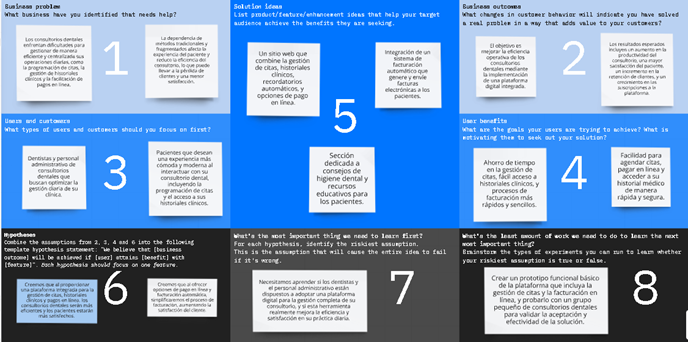 Business problem
What business have you identified that needs help?
Los consultorios dentales
enfrentan dificultades para
gestionar de manera
eficiente y centralizada sus
operaciones diarias, como
la programación de citas, la
gestión de historiales
clínicos y la facilitación de
pagos en línea.
1
La dependencia de
métodos tradicionales y
fragmentados afecta la
experiencia del paciente y
reduce la eficiencia del
consultorio, lo que puede
llevar a la pérdida de
clientes y una menor
satisfacción.
Solution ideas
List product/feature/enhancement ideas that help your target
audience achieve the benefits they are seeking.
Un sitio web que
combine la gestión
de citas, historiales
clínicos,
recordatorios
automáticos, y
opciones de pago
en línea.
Integración de un
sistema de
facturación
automático que
genere y envíe
facturas
electrónicas a los
pacientes.
5
Sección
dedicada a
consejos de
higiene dental y
recursos
educativos para
los pacientes.
Business outcomes
What changes in customer behavior will indicate you have solved
a real problem in a way that adds value to your customers?
El objetivo es
mejorar la eficiencia
operativa de los
consultorios
dentales mediante la
implementación de
una plataforma
digital integrada.
2
Los resultados esperados
incluyen un aumento en la
productividad del
consultorio, una mayor
satisfacción del paciente,
un incremento en la
retención de clientes, y un
crecimiento en las
suscripciones a la
plataforma.
Users and customers
What types of users and customers should you focus on first?
Dentistas y personal
administrativo de
consultorios
dentales que
buscan optimizar la
gestión diaria de su
clínica.
3
Pacientes que desean
una experiencia más
cómoda y moderna al
interactuar con su
consultorio dental,
incluyendo la
programación de citas
y el acceso a sus
historiales clínicos.
User benefits
What are the goals your users are trying to achieve? What is
motivating them to seek out your solution?
Ahorro de tiempo
en la gestión de
citas, fácil acceso
a historiales
clínicos, y
procesos de
facturación más
rápidos y sencillos.
4
Facilidad para
agendar citas,
pagar en línea y
acceder a su
historial médico de
manera rápida y
segura.
Hypotheses
Combine the assumptions from 2, 3, 4 and 6 into the following
template hypothesis statement: "We believe that [business
outcome] will be achieved if [user] attains [benefit] with
[feature]". Each hypothesis should focus on one feature.
Creemos que al proporcionar
una plataforma integrada para la
gestión de citas, historiales
clínicos y pagos en línea, los
consultorios dentales serán más
eficientes y los pacientes estarán
más satisfechos.
6
Creemos que al ofrecer
opciones de pago en línea y
facturación automática,
simplificaremos el proceso de
facturación, aumentando la
satisfacción del cliente.
What's the most important thing we need to learn first?
For each hypothesis, identify the riskiest assumption.
This is the assumption that will cause the entire idea to fail
if it's wrong.
Necesitamos aprender si los dentistas y
el personal administrativo están
dispuestos a adoptar una plataforma
digital para la gestión completa de su
consultorio, y si esta herramienta
realmente mejora la eficiencia y
satisfacción en su práctica diaria.
7
What's the least amount of work we need to do to learn the next
most important thing?
Brainstorm the types of experiments you can run to learn whether
your riskiest assumption is true or false.
Crear un prototipo funcional básico
de la plataforma que incluya la
gestión de citas y la facturación en
línea, y probarlo con un grupo
pequeño de consultorios dentales
para validar la aceptación y
efectividad de la solución.
8